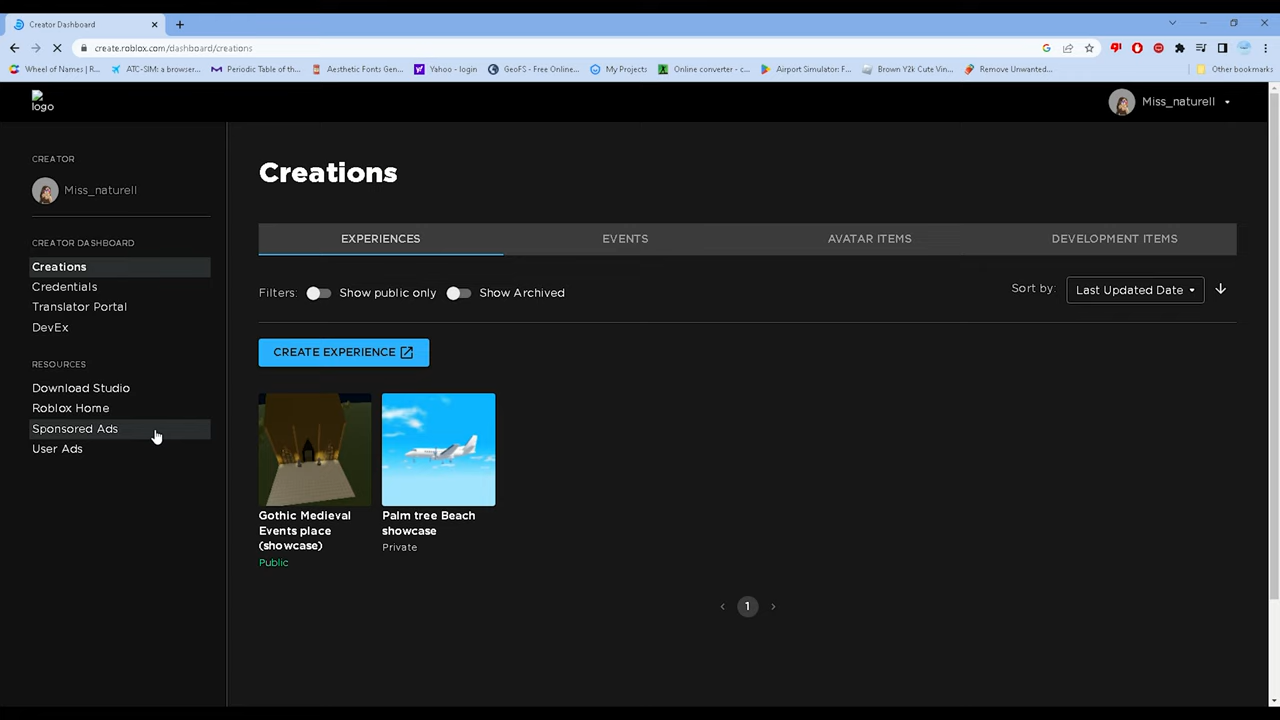 Creator Dashboard
create.roblox.com/dashboard/creations
Wheel of Names | R...
ATC-SIM: a browser...
Periodic Table of th...
Aesthetic Fonts Gen...
Yahoo - login
GeoFS - Free Online...
My Projects
Online converter - c...
Airport Simulator: F...
Brown Y2k Cute Vin...
Remove Unwanted...
Other bookmarks
logo
Miss_naturell
CREATOR
Miss_naturell
CREATOR DASHBOARD
Creations
Credentials
Translator Portal
DevEx
RESOURCES
Download Studio
Roblox Home
Sponsored Ads
User Ads
Creations
EXPERIENCES
EVENTS
AVATAR ITEMS
DEVELOPMENT ITEMS
Filters:
Show public only
Show Archived
Sort by:
Last Updated Date
CREATE EXPERIENCE
Gothic Medieval
Events place
(showcase)
Public
Palm tree Beach
showcase
Private
1